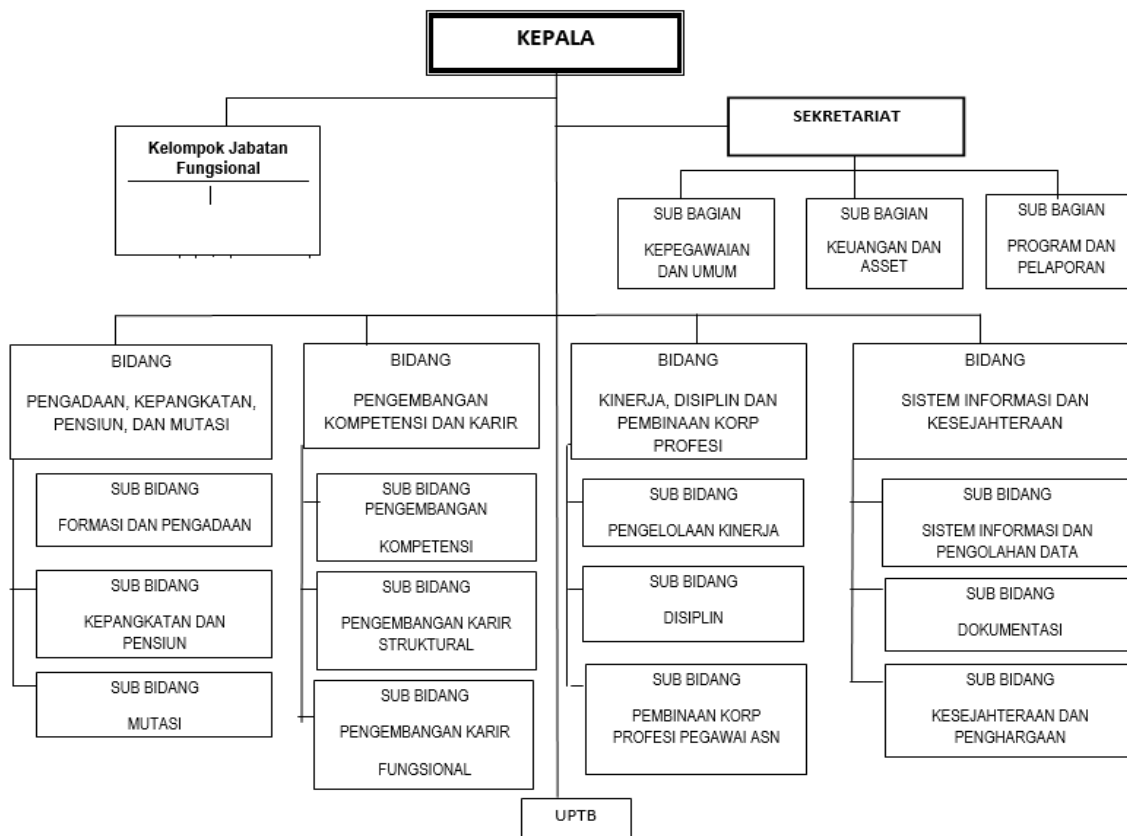 KEPALA
SEKRETARIAT
Kelompok Jabatan
Fungsional
SUB BAGIAN
KEPEGAWAIAN
DAN UMUM
SUB BAGIAN
KEUANGAN DAN
ASSET
SUB BAGIAN
PROGRAM DAN
PELAPORAN
BIDANG
PENGADAAN, KEPANGKATAN,
PENSIUN, DAN MUTASI
SUB BIDANG
FORMASI DAN PENGADAAN
SUB BIDANG
KEPANGKATAN DAN
PENSIUN
SUB BIDANG
MUTASI
BIDANG
PENGEMBANGAN
KOMPETENSI DAN KARIR
SUB BIDANG
PENGEMBANGAN
KOMPETENSI
SUB BIDANG
PENGEMBANGAN KARIR
STRUKTURAL
SUB BIDANG
PENGEMBANGAN KARIR
FUNGSIONAL
BIDANG
KINERJA, DISIPLIN DAN
PEMBINAAN KORP
PROFESI
SUB BIDANG
PENGELOLAAN KINERJA
SUB BIDANG
DISIPLIN
SUB BIDANG
PEMBINAAN KORP
PROFESI PEGAWAI ASN
BIDANG
SISTEM INFORMASI DAN
KESEJAHTERAAN
SUB BIDANG
SISTEM INFORMASI DAN
PENGOLAHAN DATA
SUB BIDANG
DOKUMENTASI
SUB BIDANG
KESEJAHTERAAN DAN
PENGHARGAAN
UPTB